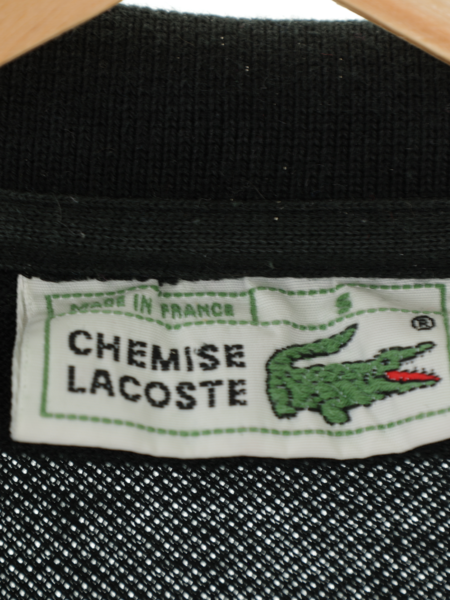 MADE IN FRANCE
5
®
CHEMISE
LACOSTE